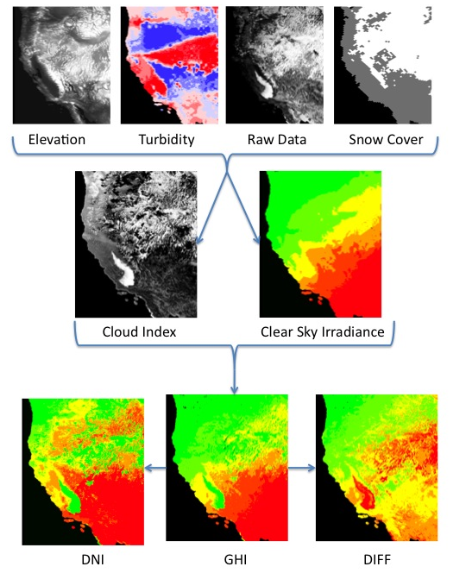 Elevation Turbidity Raw Data Snow Cover
Cloud Index Clear Sky Irradiance
DNI GHI DIFF